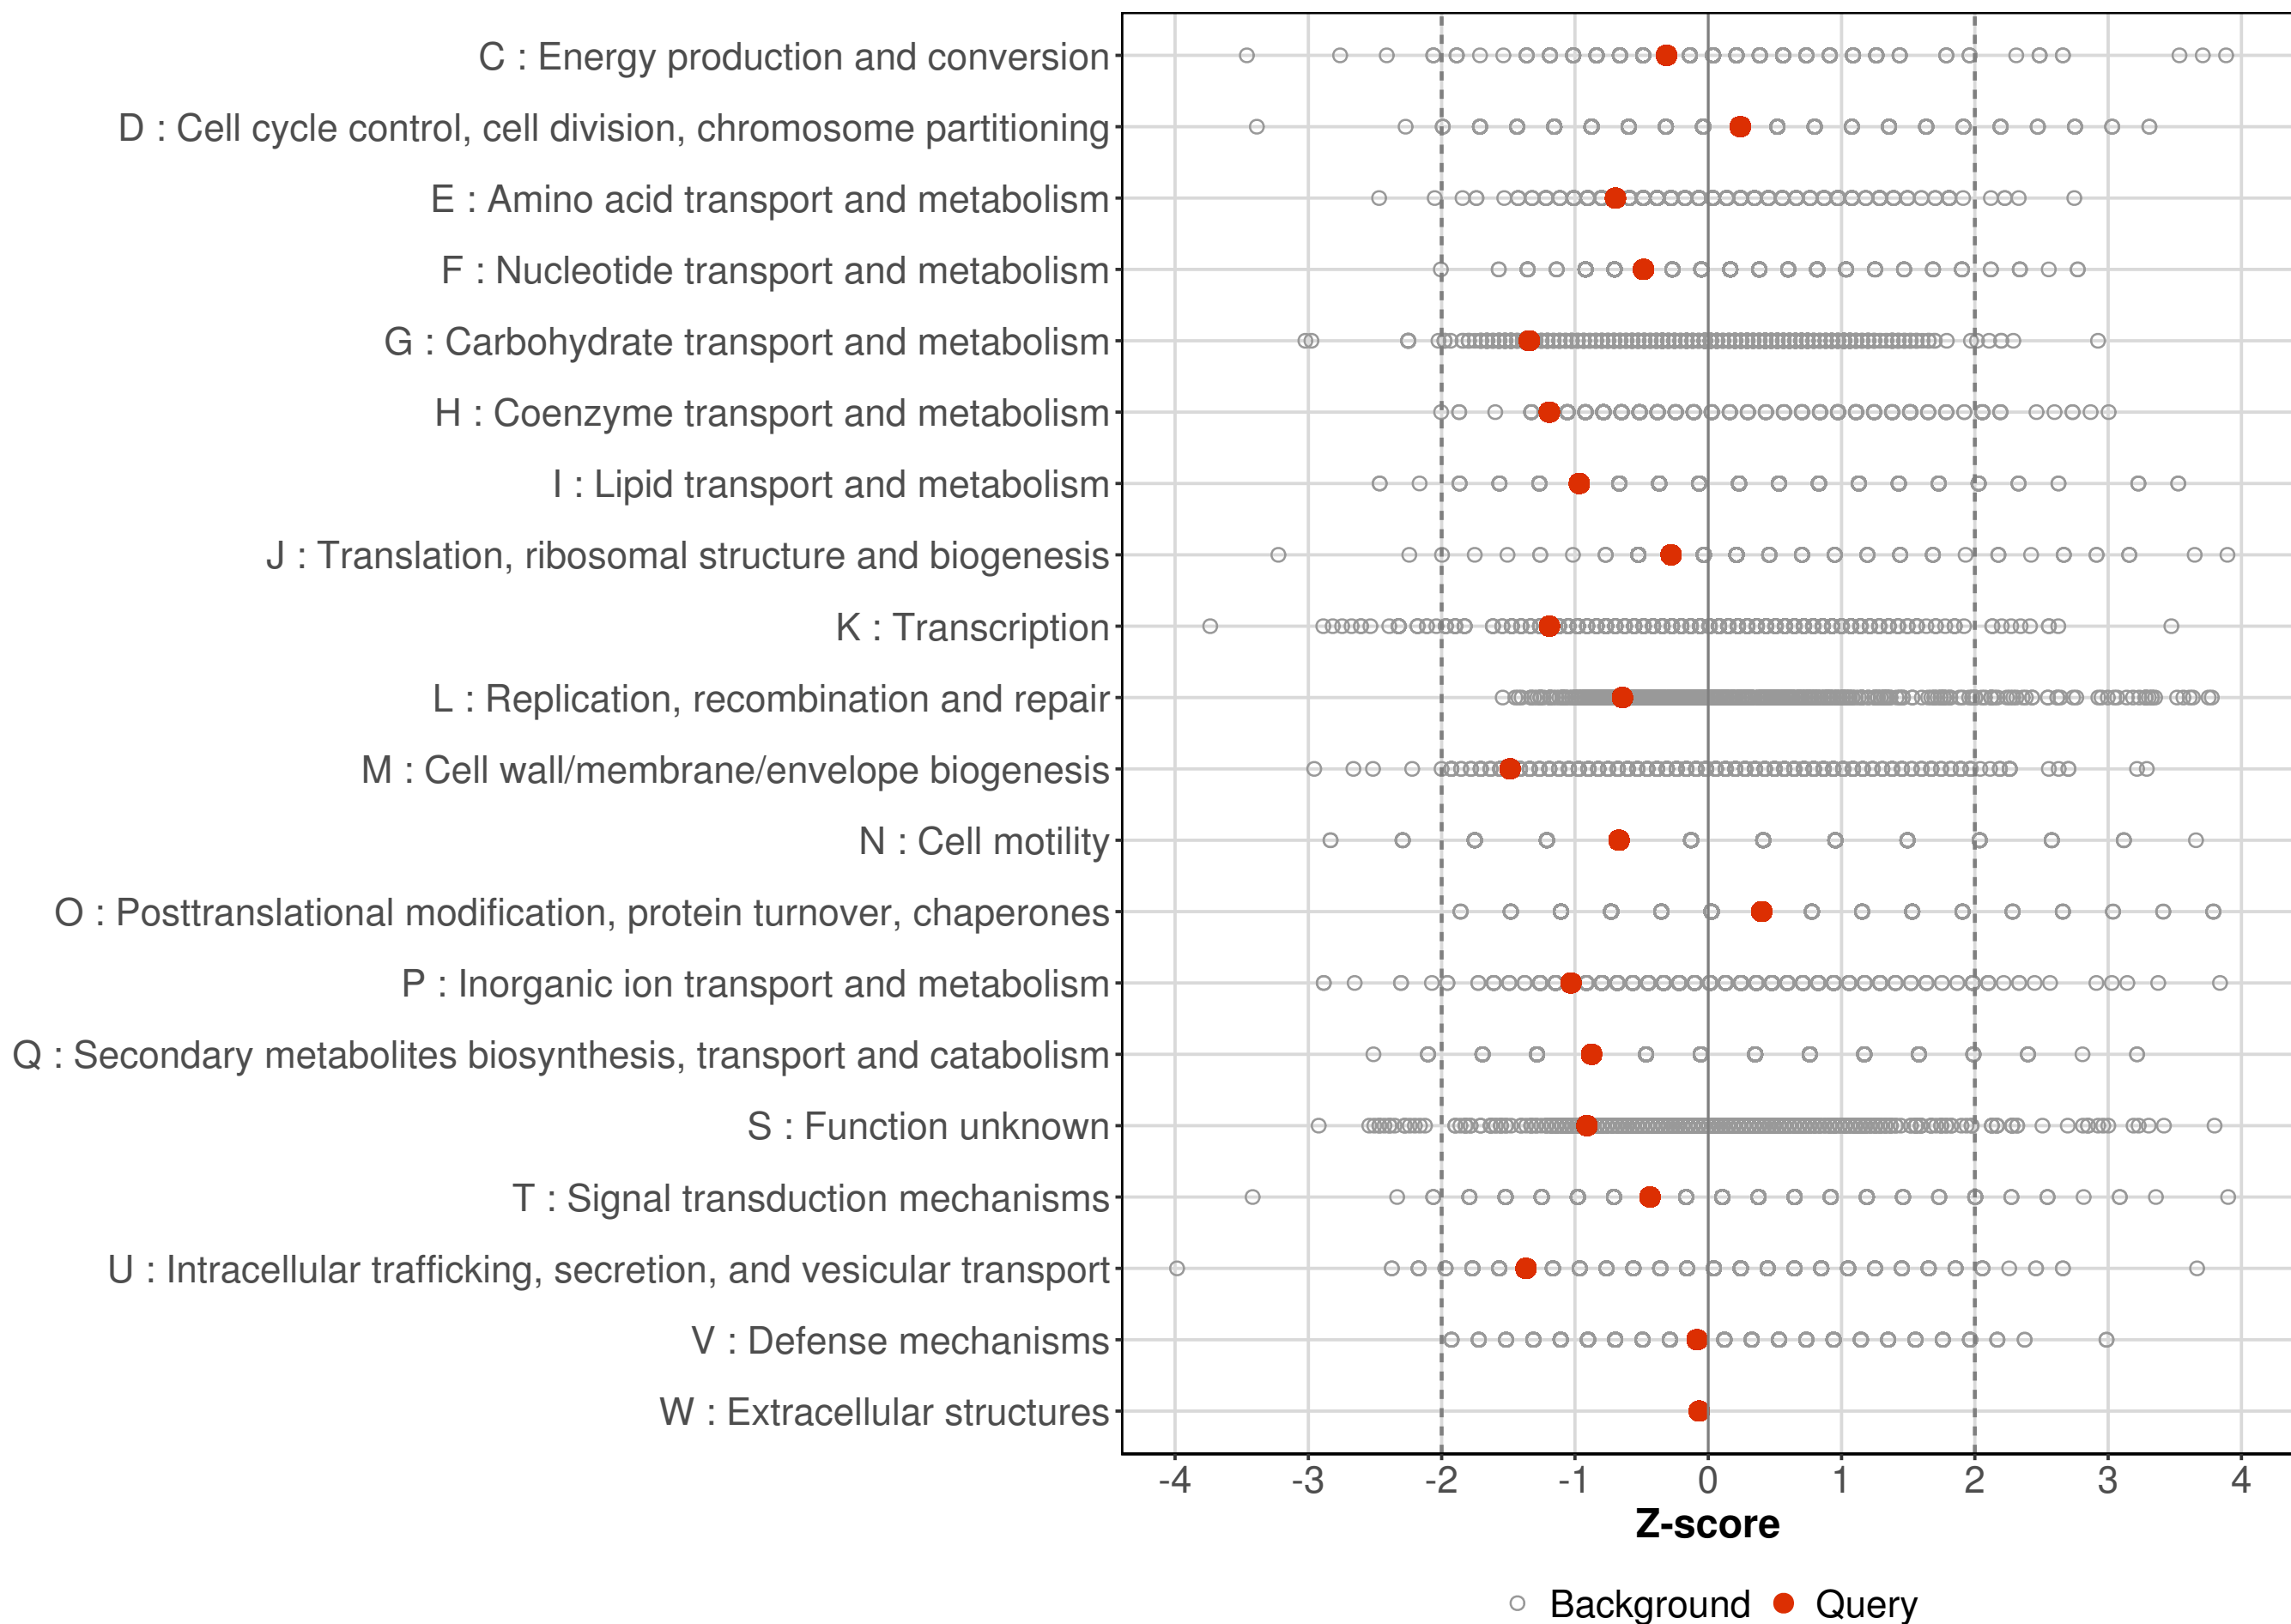 C : Energy production and conversion
D : Cell cycle control, cell division, chromosome partitioning
E : Amino acid transport and metabolism
F : Nucleotide transport and metabolism
G : Carbohydrate transport and metabolism
H : Coenzyme transport and metabolism
I : Lipid transport and metabolism
J : Translation, ribosomal structure and biogenesis
K : Transcription
L : Replication, recombination and repair
M : Cell wall/membrane/envelope biogenesis
N : Cell motility
O : Posttranslational modification, protein turnover, chaperones
P : Inorganic ion transport and metabolism
Q : Secondary metabolites biosynthesis, transport and catabolism
S : Function unknown
T : Signal transduction mechanisms
U : Intracellular trafficking, secretion, and vesicular transport
V : Defense mechanisms
W : Extracellular structures
-4 -3 -2 -1 0 1 2 3 4
Z-score
Background Query